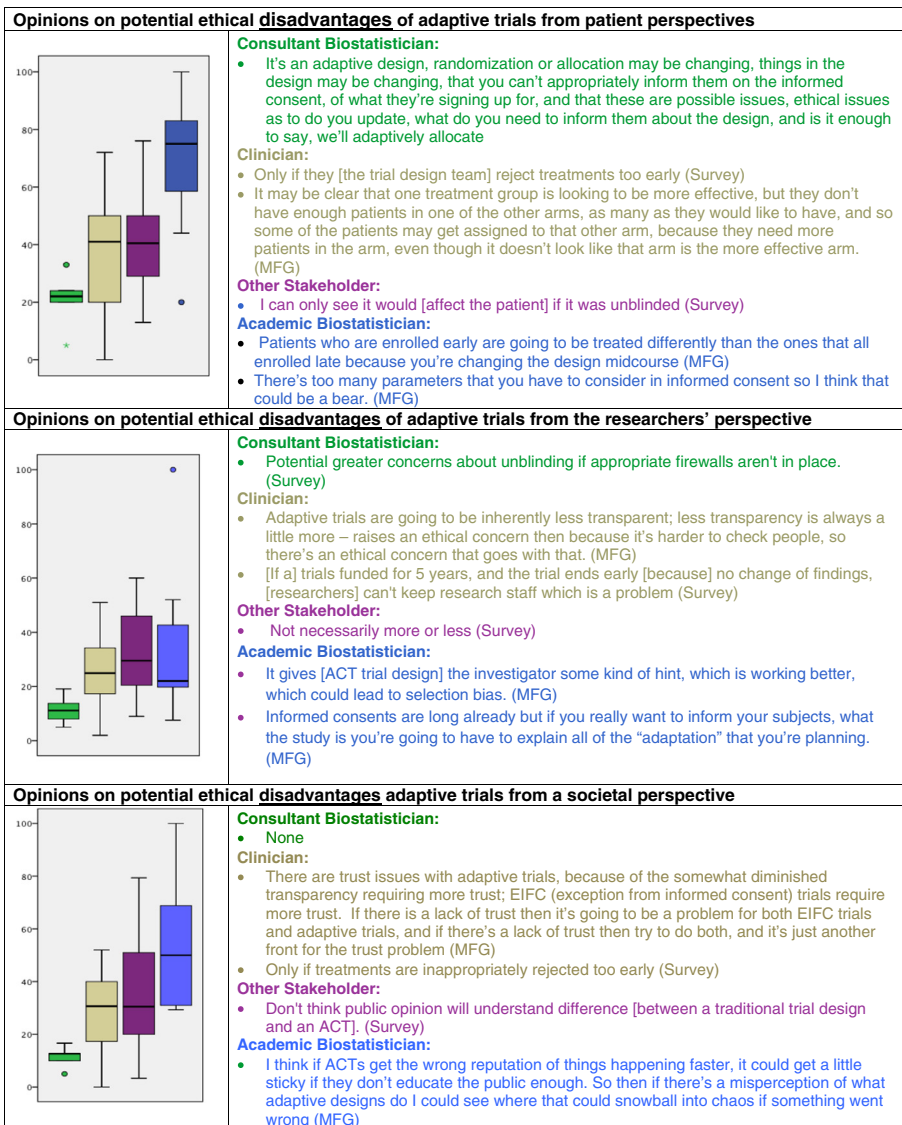 Opinions on potential ethical disadvantages of adaptive trials from patient perspectives
100
80
60
40
20
0
Consultant Biostatistician:
• It's an adaptive design, randomization or allocation may be changing, things in the
design may be changing, that you can't appropriately inform them on the informed
consent, of what they're signing up for, and that these are possible issues, ethical issues
as to do you update, what do you need to inform them about the design, and is it enough
to say, we'll adaptively allocate
Clinician:
• Only if they [the trial design team] reject treatments too early (Survey)
• It may be clear that one treatment group is looking to be more effective, but they don't
have enough patients in one of the other arms, as many as they would like to have, and so
some of the patients may get assigned to that other arm, because they need more
patients in the arm, even though it doesn't look like that arm is the more effective arm.
(MFG)
Other Stakeholder:
• I can only see it would [affect the patient] if it was unblinded (Survey)
Academic Biostatistician:
• Patients who are enrolled early are going to be treated differently than the ones that all
enrolled late because you're changing the design midcourse (MFG)
• There's too many parameters that you have to consider in informed consent so I think that
could be a bear. (MFG)
Opinions on potential ethical disadvantages of adaptive trials from the researchers' perspective
100
80
60
40
20
0
Consultant Biostatistician:
• Potential greater concerns about unblinding if appropriate firewalls aren't in place.
(Survey)
Clinician:
• Adaptive trials are going to be inherently less transparent; less transparency is always a
little more – raises an ethical concern then because it's harder to check people, so
there's an ethical concern that goes with that. (MFG)
• [If a] trials funded for 5 years, and the trial ends early [because] no change of findings,
[researchers] can't keep research staff which is a problem (Survey)
Other Stakeholder:
• Not necessarily more or less (Survey)
Academic Biostatistician:
• It gives [ACT trial design] the investigator some kind of hint, which is working better,
which could lead to selection bias. (MFG)
• Informed consents are long already but if you really want to inform your subjects, what
the study is you're going to have to explain all of the “adaptation” that you're planning.
(MFG)
Opinions on potential ethical disadvantages adaptive trials from a societal perspective
100
80
60
40
20
0
Consultant Biostatistician:
• None
Clinician:
• There are trust issues with adaptive trials, because of the somewhat diminished
transparency requiring more trust; EIFC (exception from informed consent) trials require
more trust. If there is a lack of trust then it's going to be a problem for both EIFC trials
and adaptive trials, and if there's a lack of trust then try to do both, and it's just another
front for the trust problem (MFG)
• Only if treatments are inappropriately rejected too early (Survey)
Other Stakeholder:
• Don't think public opinion will understand difference [between a traditional trial design
and an ACT]. (Survey)
Academic Biostatistician:
• I think if ACTs get the wrong reputation of things happening faster, it could get a little
sticky if they don't educate the public enough. So then if there's a misperception of what
adaptive designs do I could see where that could snowball into chaos if something went
wrong (MFG)